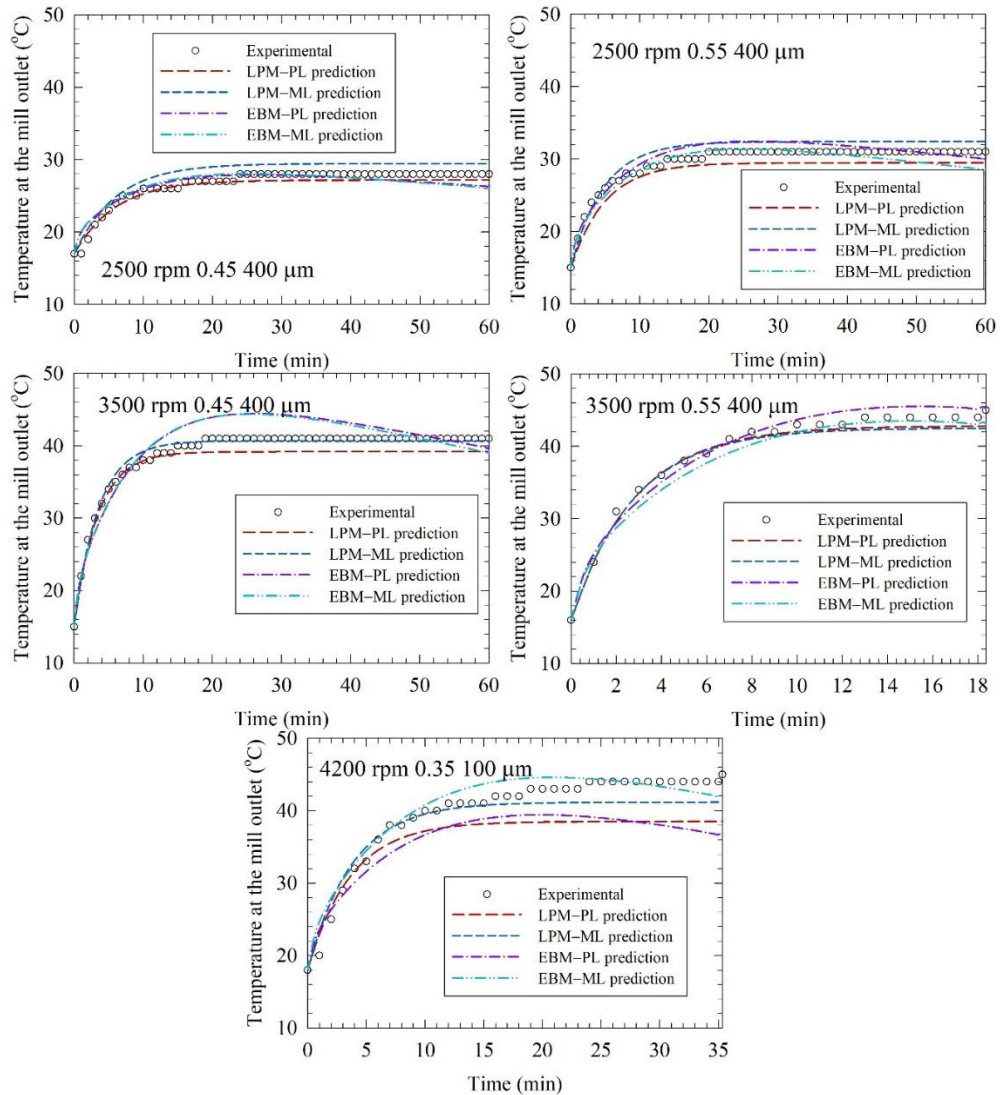 Temperature at the mill outlet (°C)
50
40
30
20
10
Experimental
LPM−PL prediction
LPM−ML prediction
EBM−PL prediction
EBM−ML prediction
2500 rpm 0.45 400 μm
0 10 20 30 40 50 60
Time (min)
Temperature at the mill outlet (°C)
50
40
30
20
10
2500 rpm 0.55 400 μm
Experimental
LPM−PL prediction
LPM−ML prediction
EBM−PL prediction
EBM−ML prediction
0 10 20 30 40 50 60
Time (min)
Temperature at the mill outlet (°C)
50
40
30
20
10
3500 rpm 0.45 400 μm
Experimental
LPM−PL prediction
LPM−ML prediction
EBM−PL prediction
EBM−ML prediction
0 10 20 30 40 50 60
Time (min)
Temperature at the mill outlet (°C)
50
40
30
20
10
3500 rpm 0.55 400 μm
Experimental
LPM−PL prediction
LPM−ML prediction
EBM−PL prediction
EBM−ML prediction
0 2 4 6 8 10 12 14 16 18
Time (min)
Temperature at the mill outlet (°C)
50
40
30
20
10
4200 rpm 0.35 100 μm
Experimental
LPM−PL prediction
LPM−ML prediction
EBM−PL prediction
EBM−ML prediction
0 5 10 15 20 25 30 35
Time (min)